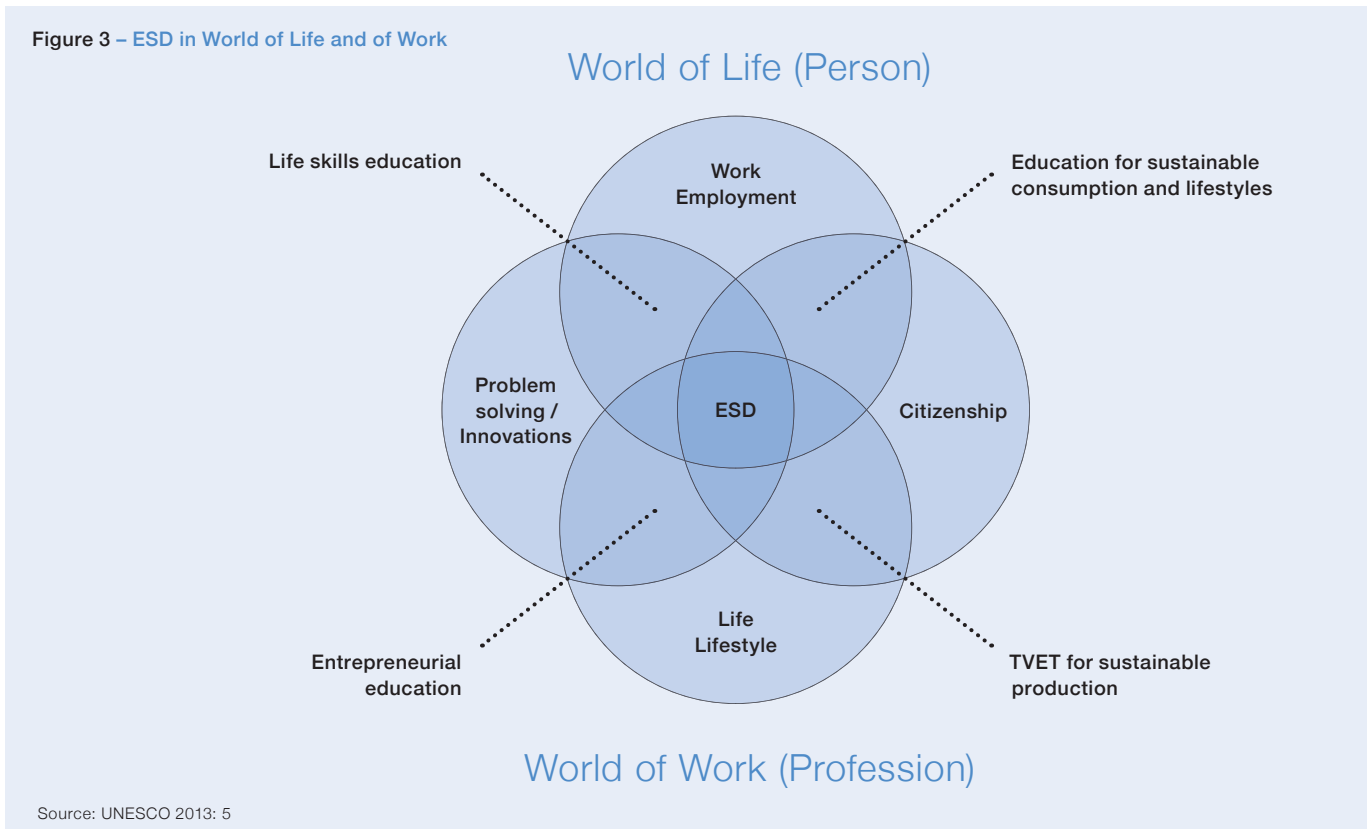 Figure 3 – ESD in World of Life and of Work
World of Life (Person)
Life skills education
Work
Employment
Education for sustainable
consumption and lifestyles
Problem
solving /
Innovations
ESD
Citizenship
Life
Lifestyle
Entrepreneurial
education
TVET for sustainable
production
World of Work (Profession)
Source: UNESCO 2013: 5